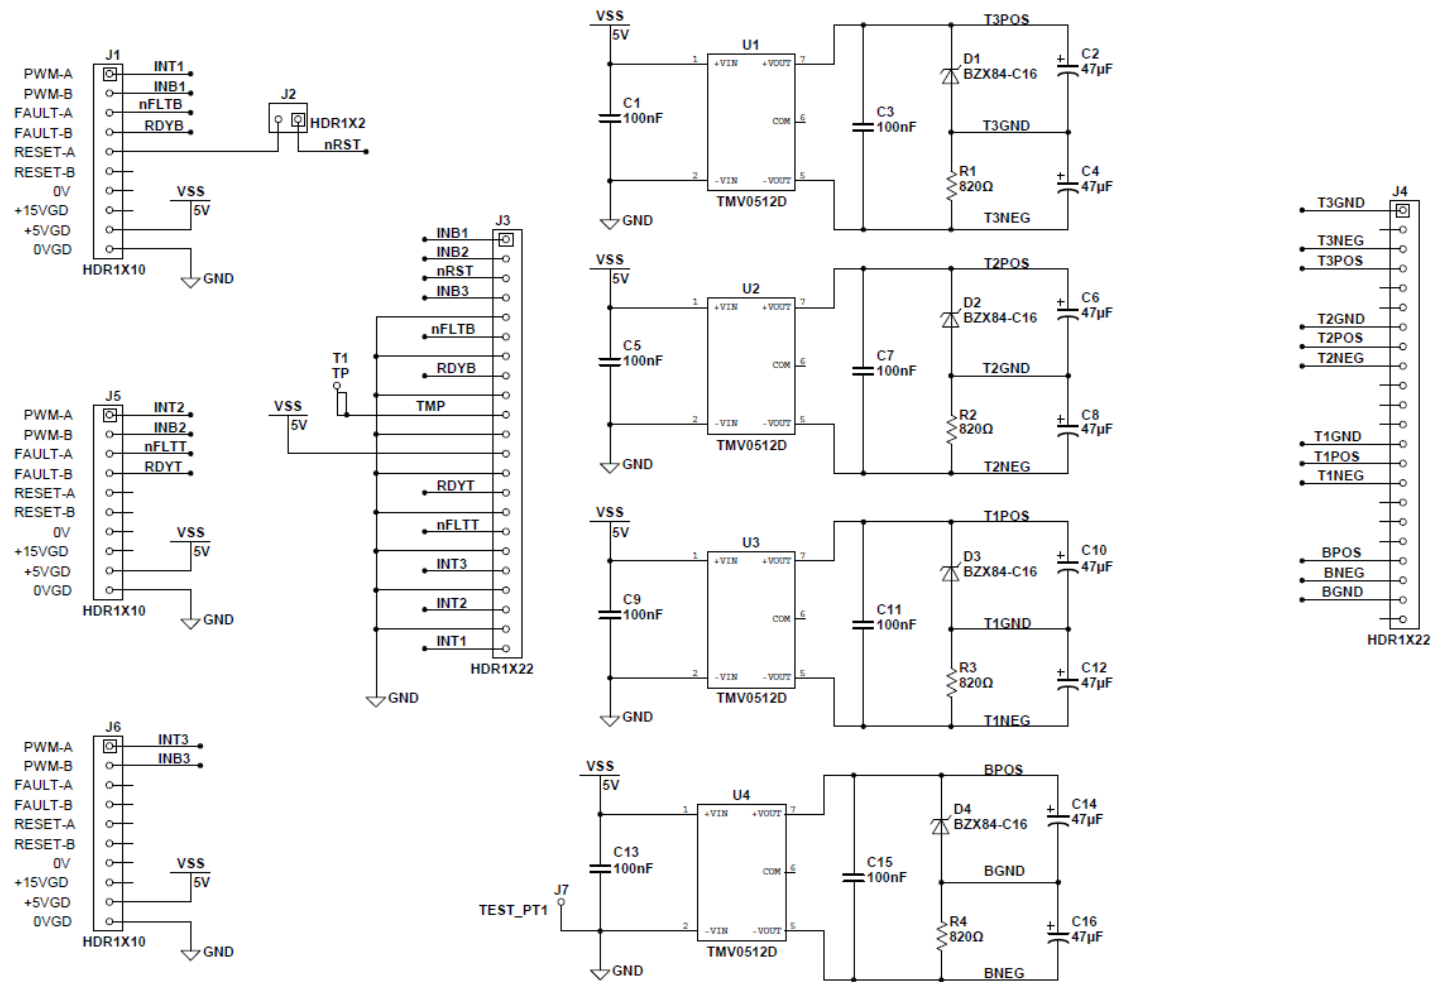 J1
PWM-A
INT1
PWM-B
INB1
FAULT-A
nFLTB
FAULT-B
RDYB
RESET-A
RESET-B
0V
+15VGD
+5VGD
0VGD
HDR1X10
VSS
5V
GND
J2
HDR1X2
nRST
J5
PWM-A
INT2
PWM-B
INB2
FAULT-A
nFLTT
FAULT-B
RDYT
RESET-A
RESET-B
0V
+15VGD
+5VGD
0VGD
HDR1X10
VSS
5V
GND
J6
PWM-A
INT3
PWM-B
INB3
FAULT-A
FAULT-B
RESET-A
RESET-B
0V
+15VGD
+5VGD
0VGD
HDR1X10
VSS
5V
GND
J3
INB1
INB2
nRST
INB3
nFLTB
RDYB
T1
TP
TMP
VSS
5V
RDYT
nFLTT
INT3
INT2
INT1
HDR1X22
GND
VSS
5V
C1
100nF
GND
U1
1 +VIN +VOUT 7
COM 6
2 -VIN -VOUT 5
TMV0512D
C3
100nF
T3POS
D1
BZX84-C16
C2
47µF
T3GND
R1
820Ω
C4
47µF
T3NEG
VSS
5V
C5
100nF
GND
U2
1 +VIN +VOUT 7
COM 6
2 -VIN -VOUT 5
TMV0512D
C7
100nF
T2POS
D2
BZX84-C16
C6
47µF
T2GND
R2
820Ω
C8
47µF
T2NEG
VSS
5V
C9
100nF
GND
U3
1 +VIN +VOUT 7
COM 6
2 -VIN -VOUT 5
TMV0512D
C11
100nF
T1POS
D3
BZX84-C16
C10
47µF
T1GND
R3
820Ω
C12
47µF
T1NEG
VSS
5V
C13
100nF
J7
TEST_PT1
GND
U4
1 +VIN +VOUT 7
COM 6
2 -VIN -VOUT 5
TMV0512D
C15
100nF
BPOS
D4
BZX84-C16
C14
47µF
BGND
R4
820Ω
C16
47µF
BNEG
J4
T3GND
T3NEG
T3POS
T2GND
T2POS
T2NEG
T1GND
T1POS
T1NEG
BPOS
BNEG
BGND
HDR1X22